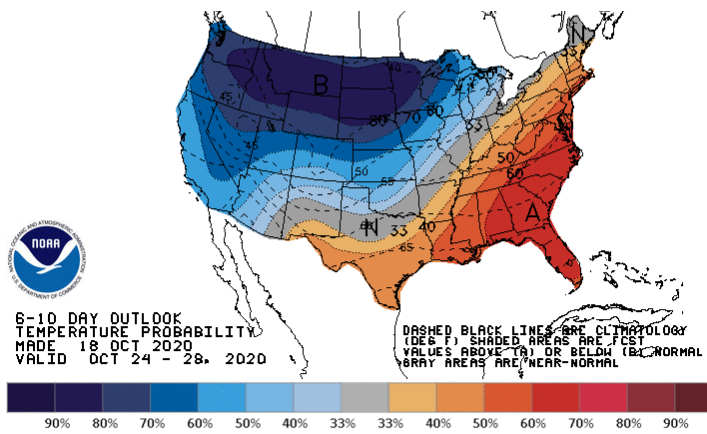 B
45
40
80
70
60
33
N
33
45
50
55
50
60
A
N
33
40
65
NATIONAL OCEANIC AND ATMOSPHERIC ADMINISTRATION
NOAA
U.S. DEPARTMENT OF COMMERCE
6-10 DAY OUTLOOK
TEMPERATURE PROBABILITY
MADE 18 OCT 2020
VALID OCT 24 - 28, 2020
DASHED BLACK LINES ARE CLIMATOLOGY
(DEG F) SHADED AREAS ARE FCST
VALUES ABOVE (A) OR BELOW (B) NORMAL
GRAY AREAS ARE NEAR-NORMAL
90% 80% 70% 60% 50% 40% 33% 33% 40% 50% 60% 70% 80% 90%